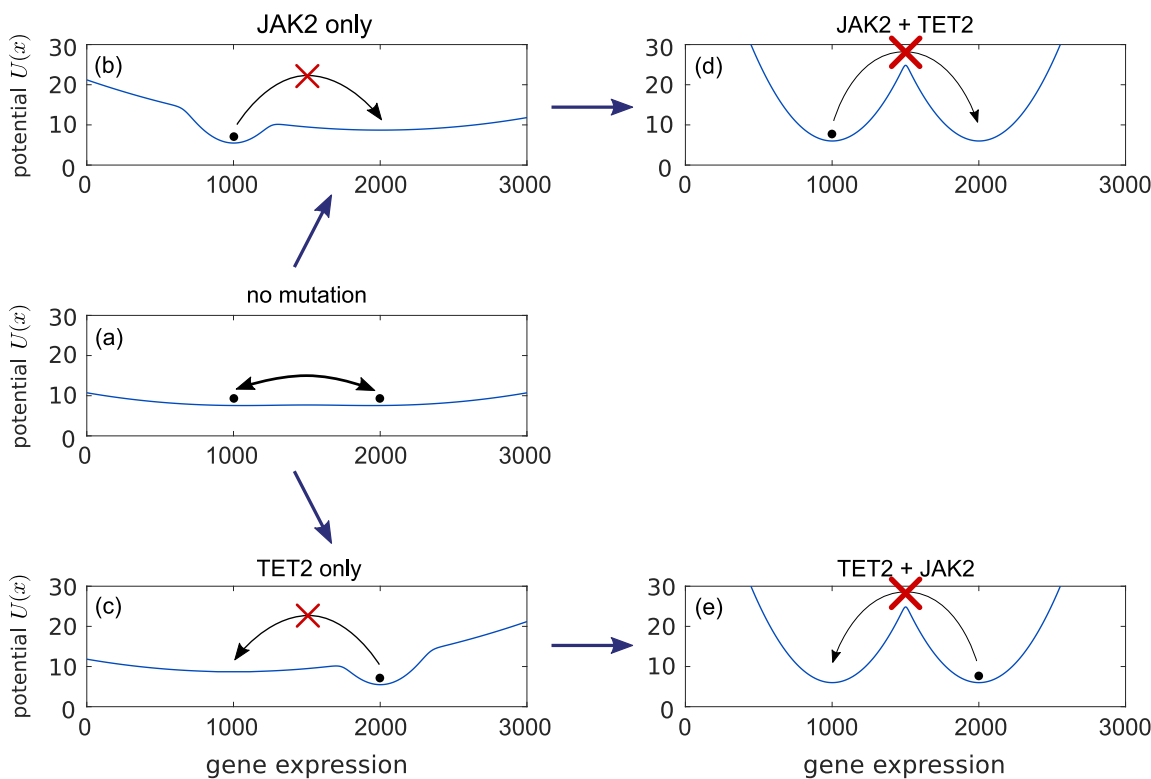 JAK2 only
potential U(x)
30
20
10
0
(b)
0 1000 2000 3000
JAK2 + TET2
30
20
10
0
(d)
0 1000 2000 3000
no mutation
potential U(x)
30
20
10
0
(a)
0 1000 2000 3000
TET2 only
potential U(x)
30
20
10
0
(c)
0 1000 2000 3000
gene expression
TET2 + JAK2
30
20
10
0
(e)
0 1000 2000 3000
gene expression